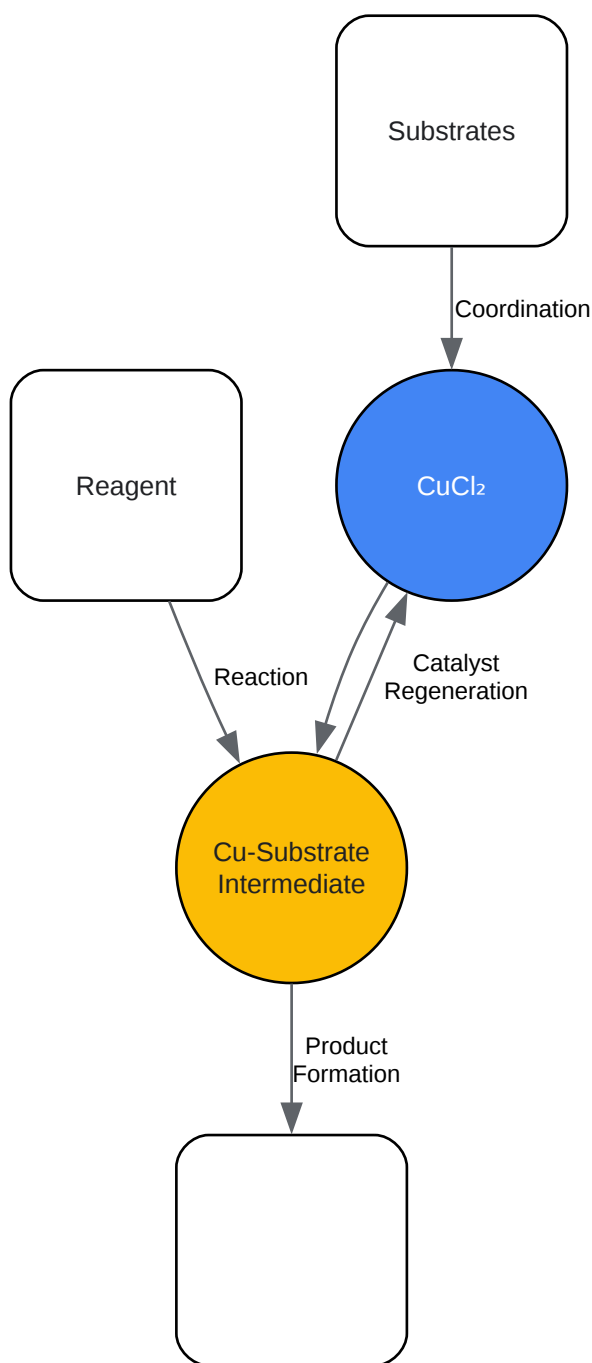 Substrates
Coordination
Reagent
CuCl₂
Reaction
Catalyst
Regeneration
Cu-Substrate
Intermediate
Product
Formation